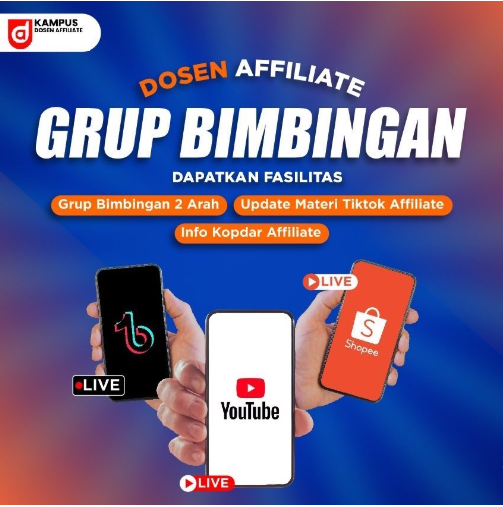 KAMPUS
DOSEN AFFILIATE
DOSEN AFFILIATE
GRUP BIMBINGAN
DAPATKAN FASILITAS
Grup Bimbingan 2 Arah
Update Materi Tiktok Affiliate
Info Kopdar Affiliate
LIVE
Shopee
LIVE
YouTube
LIVE